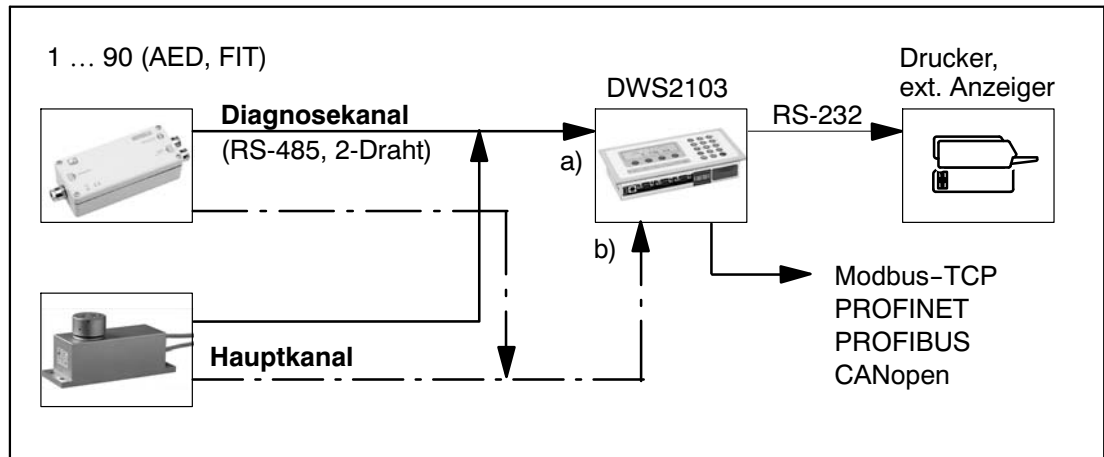 1 … 90 (AED, FIT)
Diagnosekanal
(RS-485, 2-Draht)
Hauptkanal
a)
b)
DWS2103
RS-232
Drucker,
ext. Anzeiger
Modbus-TCP
PROFINET
PROFIBUS
CANopen